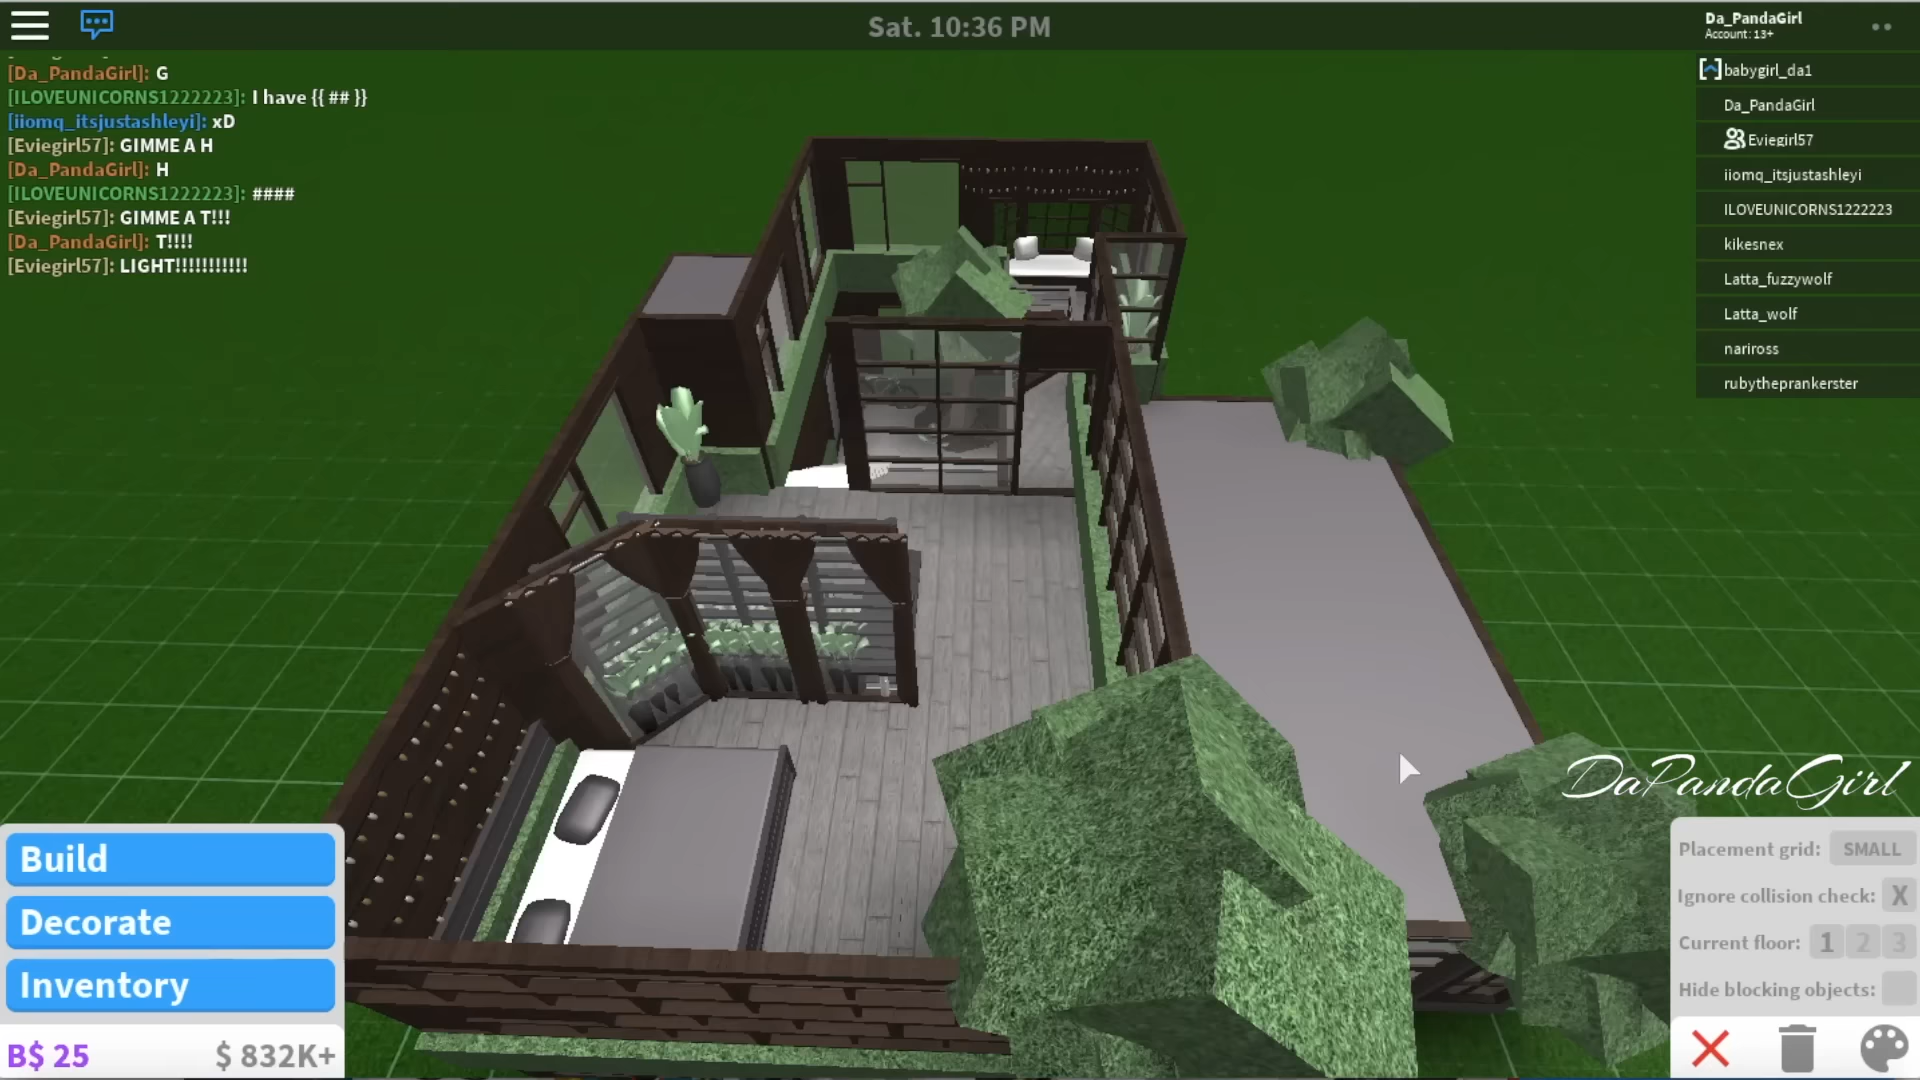 Sat. 10:36 PM
Da_PandaGirl
Account: 13+
[Da_PandaGirl]: G
[ILOVEUNICORNS1222223]: I have {{ ## }}
[iiomq_itsjustashleyi]: xD
[Eviegirl57]: GIMME A H
[Da_PandaGirl]: H
[ILOVEUNICORNS1222223]: ####
[Eviegirl57]: GIMME A T!!!
[Da_PandaGirl]: T!!!!
[Eviegirl57]: LIGHT!!!!!!!!!!!
babygirl_da1
Da_PandaGirl
Eviegirl57
iiomq_itsjustashleyi
ILOVEUNICORNS1222223
kikesnex
Latta_fuzzywolf
Latta_wolf
nariross
rubytheprankerster
DaPandaGirl
Build
Decorate
Inventory
B$ 25 $ 832K+
Placement grid: SMALL
Ignore collision check: X
Current floor: 1 2 3
Hide blocking objects: